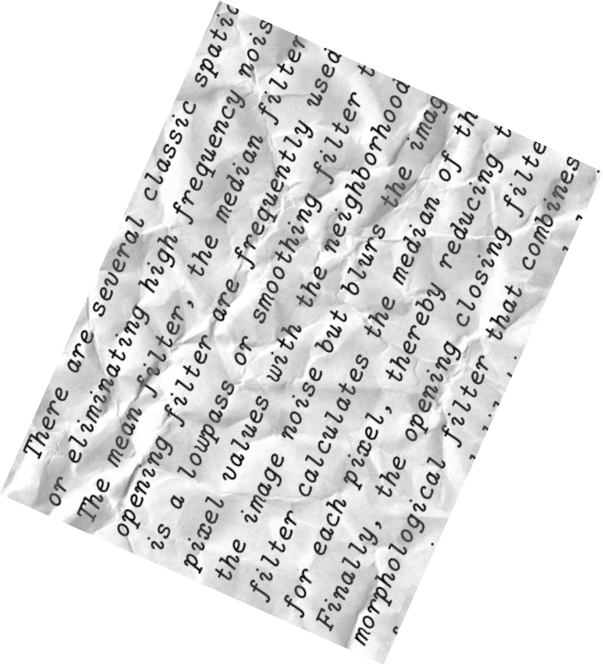 There are several classic spatic
or eliminating high frequency nois
The mean filter, the median filter
opening filter are frequently used
is a lowpass or smoothing filter t
pixel values with the neighborhood
the image noise but blurs the imag
filter calculates the median of th
for each pixel, thereby reducing t
Finally, the opening closing filte
morphological filter that combines